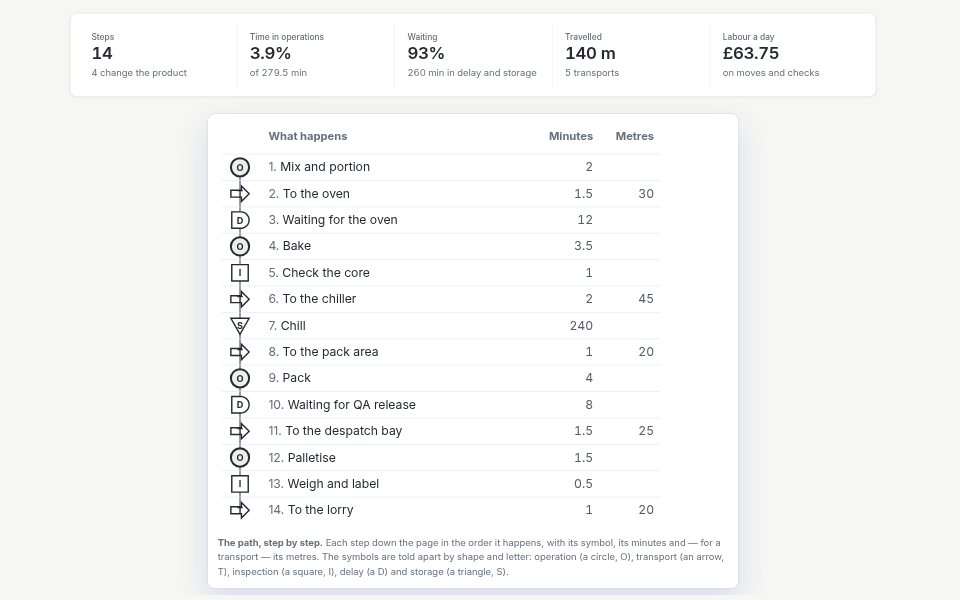 Steps
14
4 change the product
Time in operations
3.9%
of 279.5 min
Waiting
93%
260 min in delay and storage
Travelled
140 m
5 transports
Labour a day
£63.75
on moves and checks
What happens Minutes Metres
O 1. Mix and portion 2
2. To the oven 1.5 30
D 3. Waiting for the oven 12
O 4. Bake 3.5
I 5. Check the core 1
6. To the chiller 2 45
S 7. Chill 240
8. To the pack area 1 20
O 9. Pack 4
D 10. Waiting for QA release 8
11. To the despatch bay 1.5 25
O 12. Palletise 1.5
I 13. Weigh and label 0.5
14. To the lorry 1 20
The path, step by step. Each step down the page in the order it happens, with its symbol, its minutes and — for a
transport — its metres. The symbols are told apart by shape and letter: operation (a circle, O), transport (an arrow,
T), inspection (a square, I), delay (a D) and storage (a triangle, S).